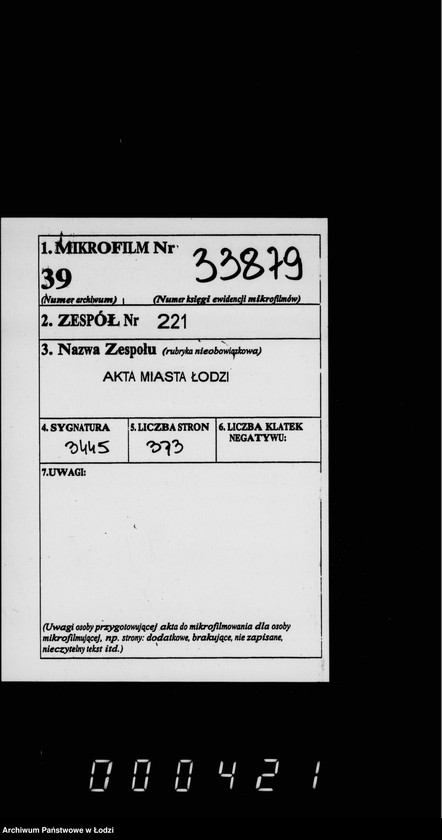 1. MIKROFILM Nr 33879
39
(Numer archiwum) (Numer księgi ewidencji mikrofilmów)
2. ZESPÓŁ Nr 221
3. Nazwa Zespołu (rubryka nieobowiązkowa)
AKTA MIASTA ŁODZI
4. SYGNATURA 5. LICZBA STRON 6. LICZBA KLATEK
NEGATYWU:
3445 373
7.UWAGI:
(Uwagi osoby przygotowującej akta do mikrofilmowania dla osoby
mikrofilmującej, np. strony: dodatkowe, brakujące, nie zapisane,
nieczytelny tekst itd.)
000421
Archiwum Państwowe w Łodzi